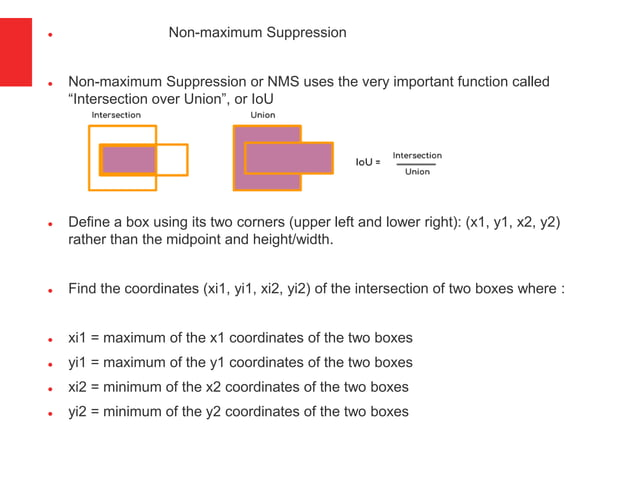 Non-maximum Suppression
Non-maximum Suppression or NMS uses the very important function called
“Intersection over Union”, or IoU
Intersection
Union
IoU =
Intersection
Union
Define a box using its two corners (upper left and lower right): (x1, y1, x2, y2)
rather than the midpoint and height/width.
Find the coordinates (xi1, yi1, xi2, yi2) of the intersection of two boxes where :
xi1 = maximum of the x1 coordinates of the two boxes
yi1 = maximum of the y1 coordinates of the two boxes
xi2 = minimum of the x2 coordinates of the two boxes
yi2 = minimum of the y2 coordinates of the two boxes